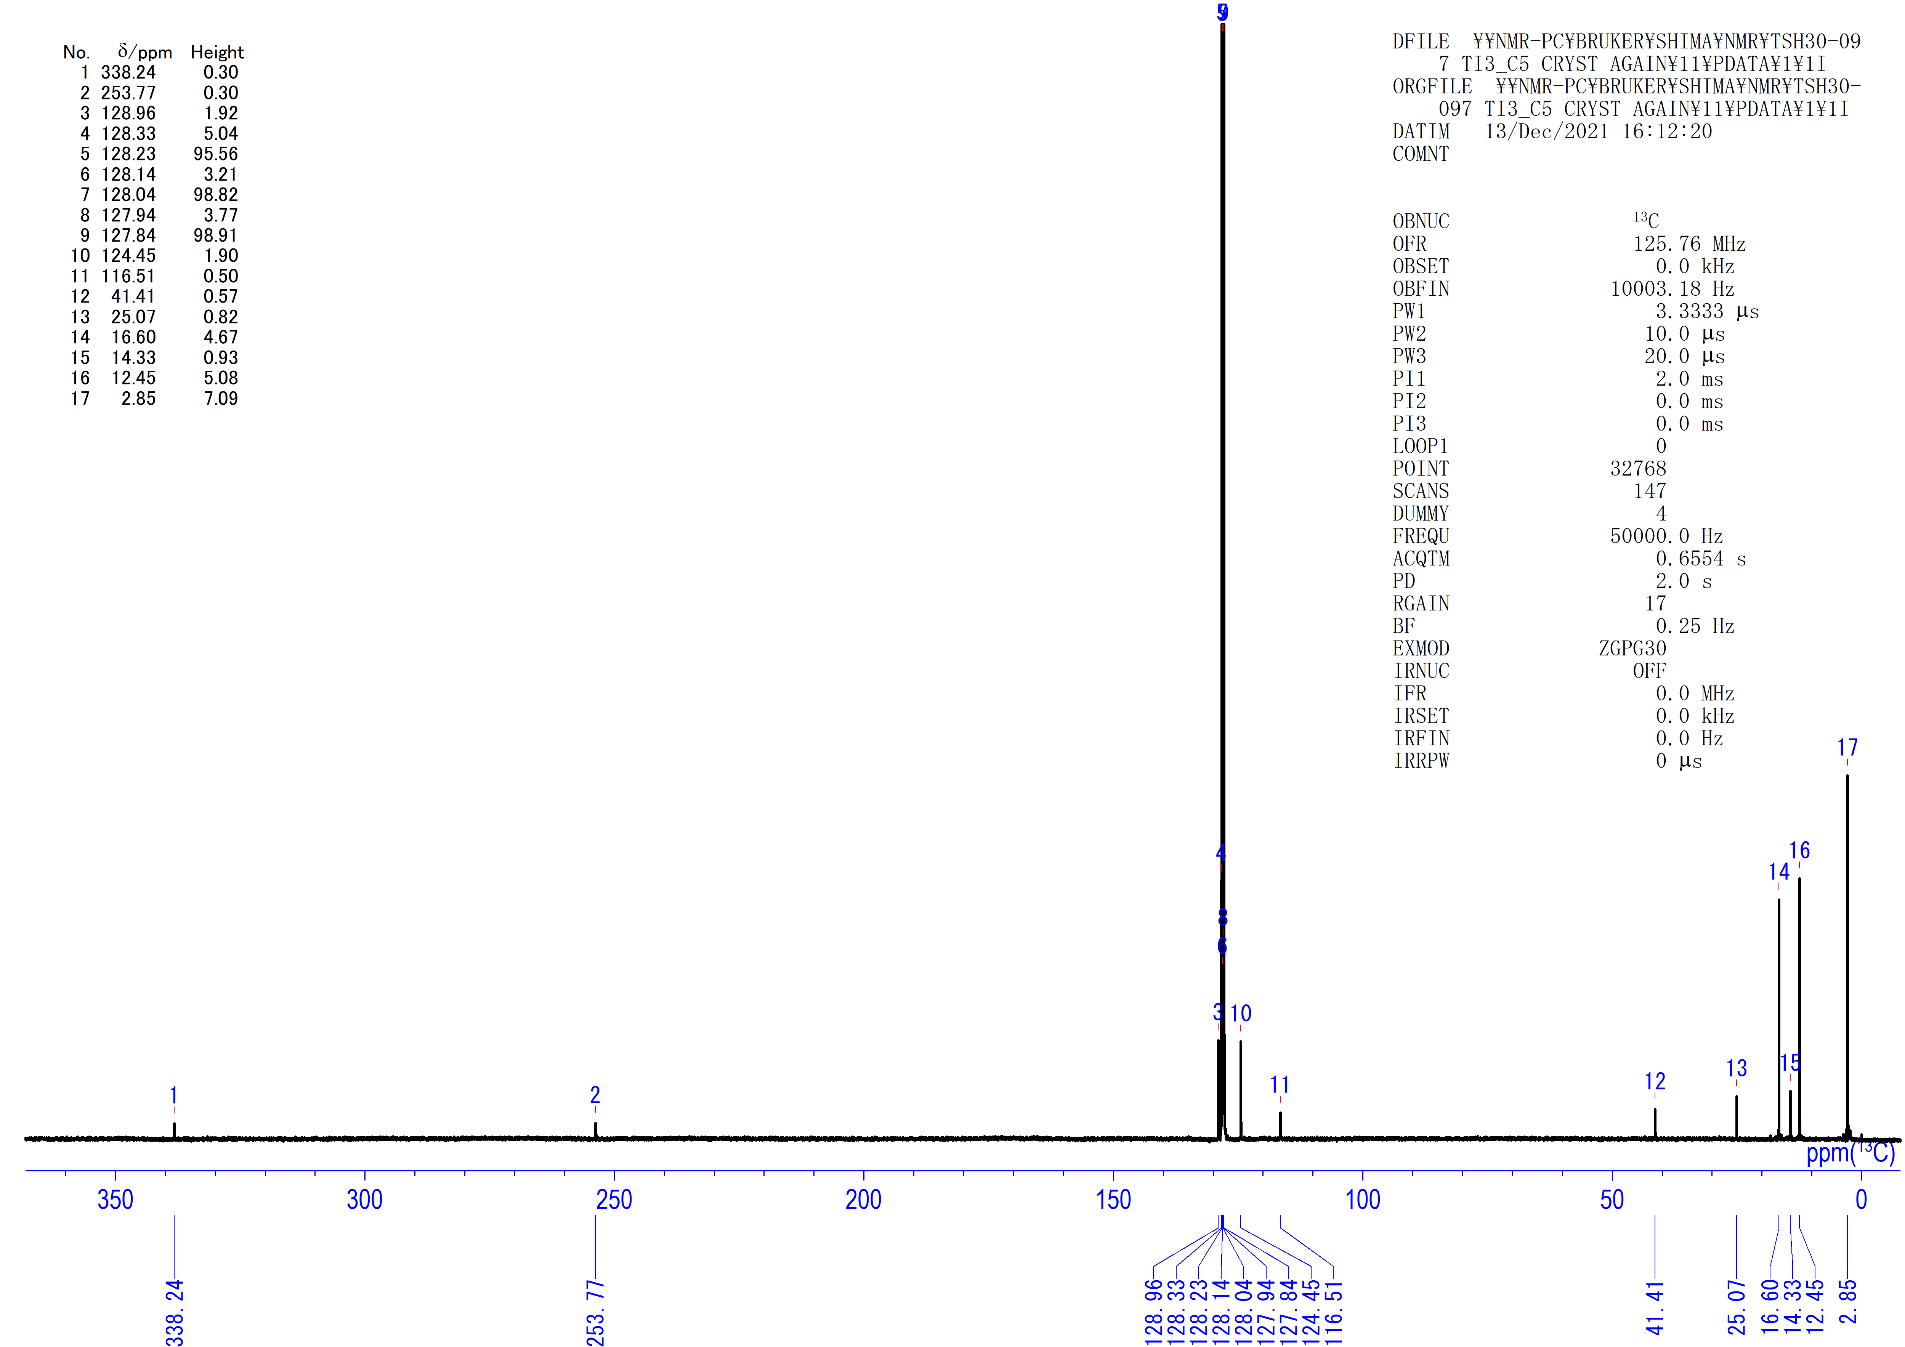 No. δ/ppm Height
1 338.24 0.30
2 253.77 0.30
3 128.96 1.92
4 128.33 5.04
5 128.23 95.56
6 128.14 3.21
7 128.04 98.82
8 127.94 3.77
9 127.84 98.91
10 124.45 1.90
11 116.51 0.50
12 41.41 0.57
13 25.07 0.82
14 16.60 4.67
15 14.33 0.93
16 12.45 5.08
17 2.85 7.09
DFILE ¥¥NMR-PC¥BRUKER¥SHIMA¥NMR¥TSH30-09
7 TI3_C5 CRYST AGAIN¥11¥PDATA¥1¥1I
ORGFILE ¥¥NMR-PC¥BRUKER¥SHIMA¥NMR¥TSH30-
097 TI3_C5 CRYST AGAIN¥11¥PDATA¥1¥1I
DATIM 13/Dec/2021 16:12:20
COMNT
OBNUC 13C
OFR 125.76 MHz
OBSET 0.0 kHz
OBFIN 10003.18 Hz
PW1 3.3333 μs
PW2 10.0 μs
PW3 20.0 μs
PI1 2.0 ms
PI2 0.0 ms
PI3 0.0 ms
LOOP1 0
POINT 32768
SCANS 147
DUMMY 4
FREQU 50000.0 Hz
ACQTM 0.6554 s
PD 2.0 s
RGAIN 17
BF 0.25 Hz
EXMOD ZGPG30
IRNUC OFF
IFR 0.0 MHz
IRSET 0.0 kHz
IRFIN 0.0 Hz
IRRPW 0 μs
17
4
14
16
3
10
1
2
11
12
13
15
ppm(13C)
350 300 250 200 150 100 50 0
338.24
253.77
128.96
128.33
128.23
128.14
128.04
127.94
127.84
124.45
116.51
41.41
25.07
16.60
14.33
12.45
2.85